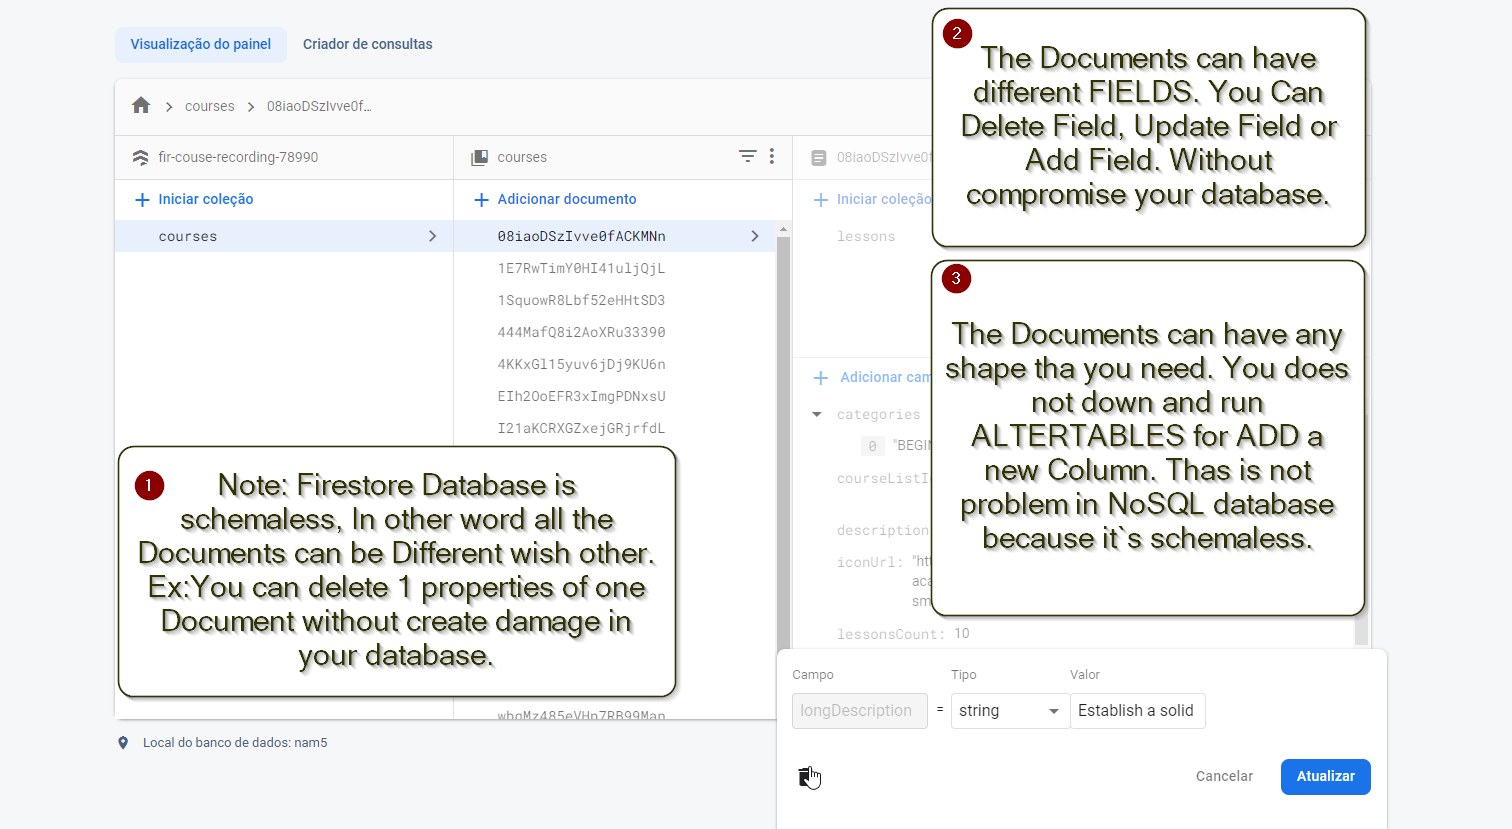 Visualização do painel
Criador de consultas
courses
08iaoDSzIvve0f...
fir-couse-recording-78990
courses
08iaoDSzIvve0f
Iniciar coleção
Adicionar documento
Iniciar coleção
courses
08iaoDSzIvve0fACKMNn
lessons
1E7RwTimY0HI41uljQjL
1SquowR8Lbf52eHHtSD3
444MafQ8i2AoXRu33390
4KKxGl15yuv6jDj9KU6n
EIh2OoEFR3xImgPDNxsU
I21aKCRXGZxejGRjrfdL
Adicionar cam
categories
0 "BEGIN
courseListI
description
iconUrl: "ht
aca
sm
lessonsCount: 10
2
The Documents can have
different FIELDS. You Can
Delete Field, Update Field or
Add Field. Without
compromise your database.
3
The Documents can have any
shape tha you need. You does
not down and run
ALTERTABLES for ADD a
new Column. Thas is not
problem in NoSQL database
because it`s schemaless.
1
Note: Firestore Database is
schemaless, In other word all the
Documents can be Different wish other.
Ex:You can delete 1 properties of one
Document without create damage in
your database.
Local do banco de dados: nam5
Campo
Tipo
Valor
longDescription
=
string
Establish a solid
Cancelar
Atualizar